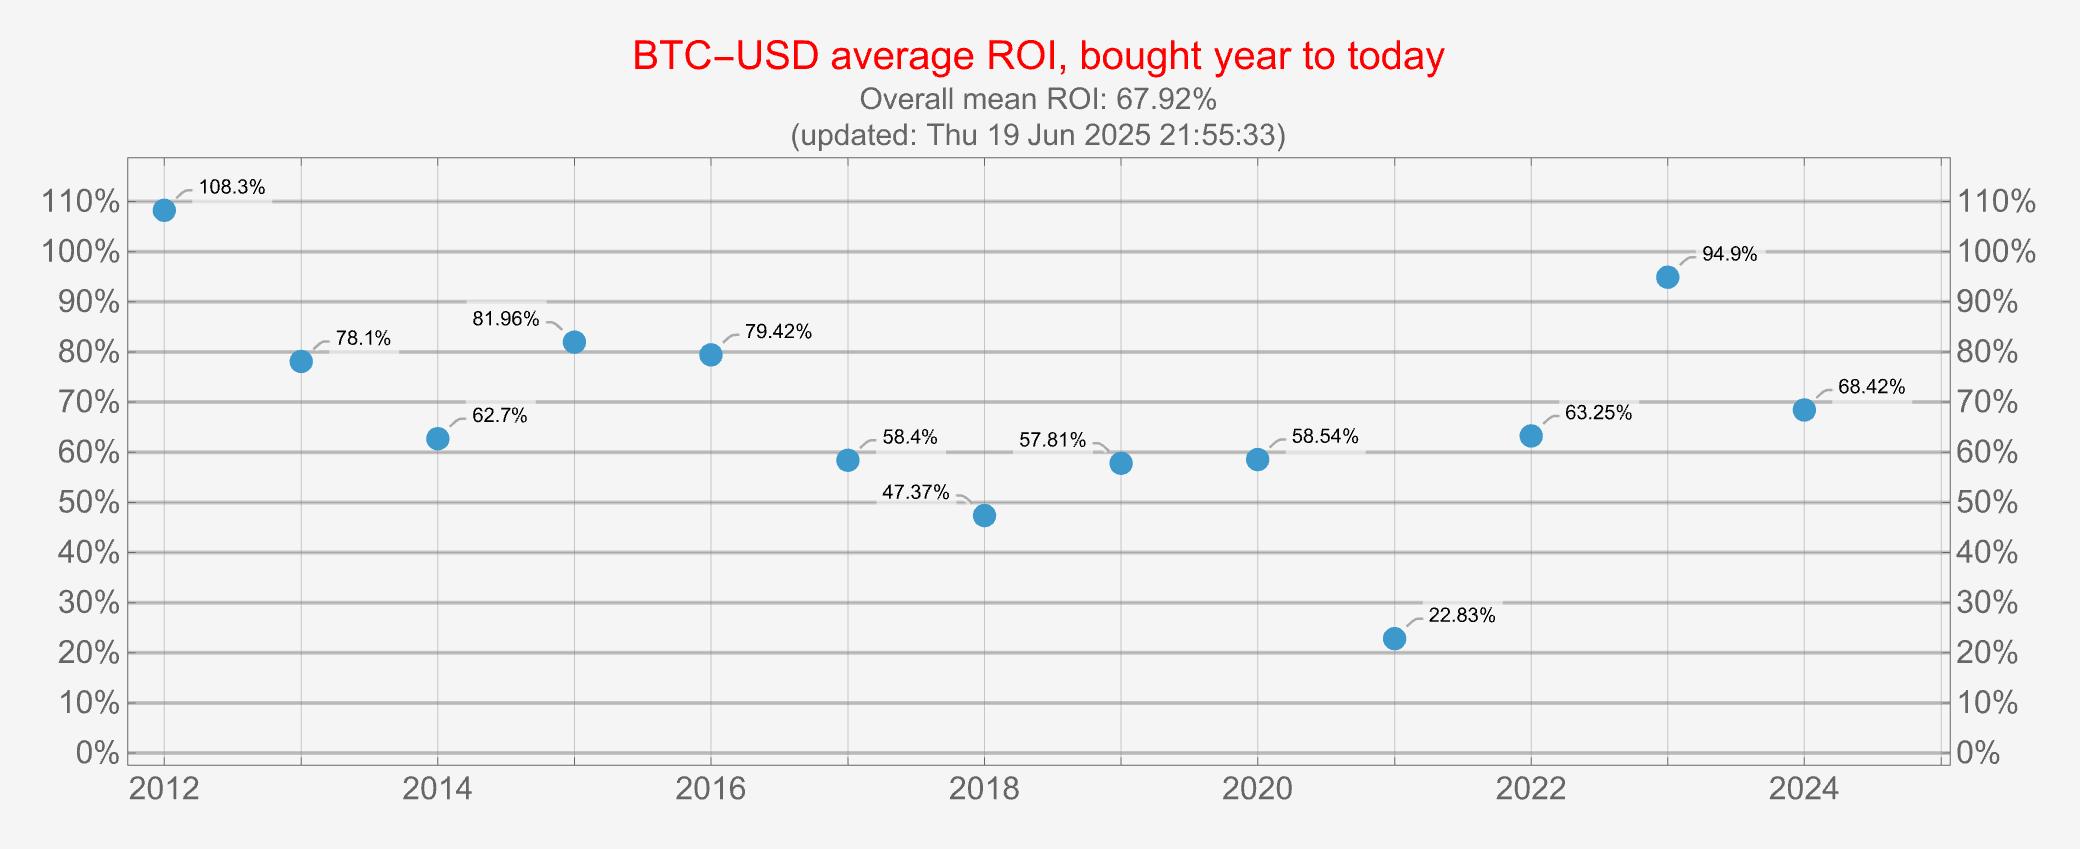 BTC–USD average ROI, bought year to today
Overall mean ROI: 67.92%
(updated: Thu 19 Jun 2025 21:55:33)
108.3%
110% 110%
100% 94.9% 100%
90% 90%
81.96% 79.42%
78.1%
80% 80%
68.42%
70% 62.7% 63.25% 70%
58.4% 57.81% 58.54%
60% 60%
47.37%
50% 50%
40% 40%
30% 22.83% 30%
20% 20%
10% 10%
0% 0%
2012 2014 2016 2018 2020 2022 2024